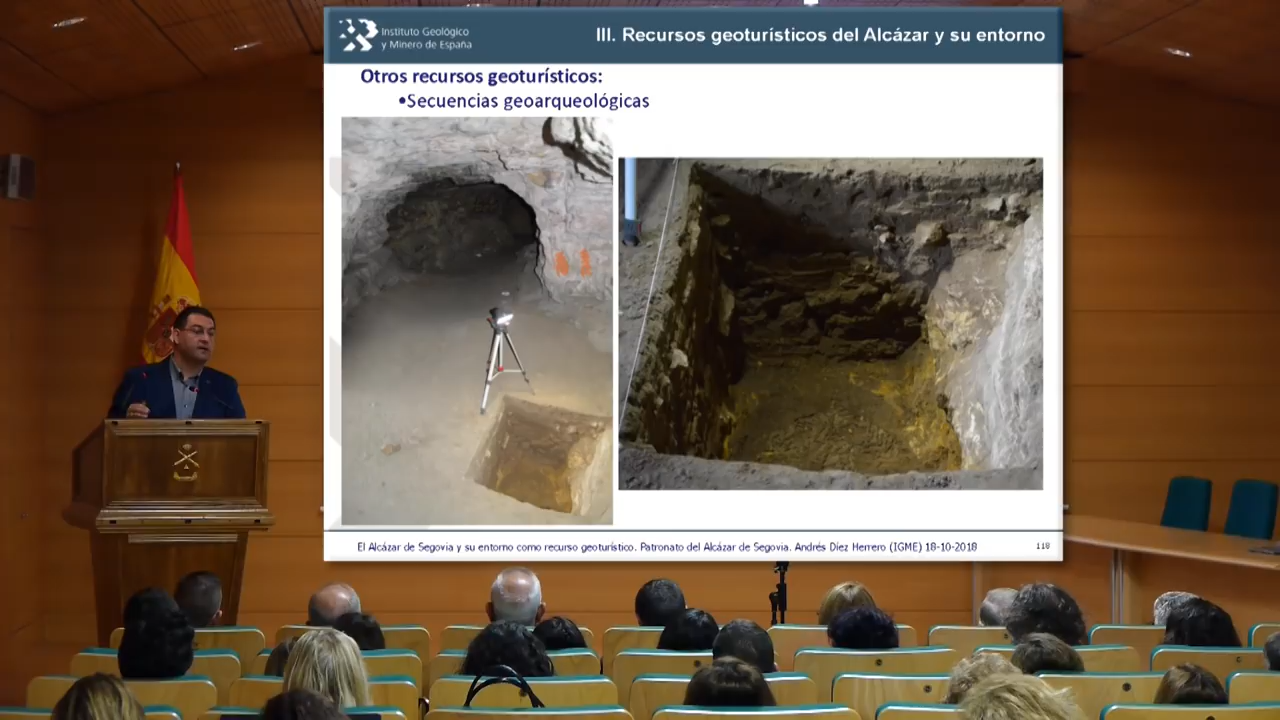 Instituto Geológico
y Minero de España
III. Recursos geoturísticos del Alcázar y su entorno
Otros recursos geoturísticos:
•Secuencias geoarqueológicas
El Alcázar de Segovia y su entorno como recurso geoturístico. Patronato del Alcázar de Segovia. Andrés Díez Herrero (IGME) 18-10-2018
118